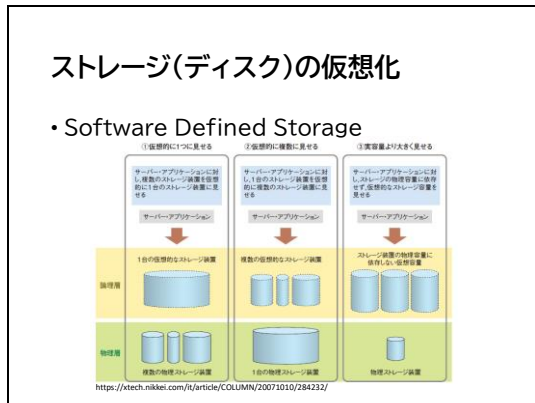 ストレージ(ディスク)の仮想化
• Software Defined Storage
①仮想的に1つに見せる
サーバー・アプリケーションに対
し、複数のストレージ装置を仮想
的に1台のストレージ装置に見
せる
サーバー・アプリケーション
②仮想的に複数に見せる
サーバー・アプリケーションに対
し、1台のストレージ装置を仮想
的に複数のストレージ装置に見
せる
サーバー・アプリケーション
③実容量より大きく見せる
サーバー・アプリケーションに対
し、ストレージの物理容量に依存
せず、仮想的なストレージ容量を
見せる
サーバー・アプリケーション
論理層
1台の仮想的なストレージ装置
複数の仮想的なストレージ装置
ストレージ装置の物理容量に
依存しない仮想容量
物理層
複数の物理ストレージ装置
1台の物理ストレージ装置
物理ストレージ装置
https://xtech.nikkei.com/it/article/COLUMN/20071010/284232/